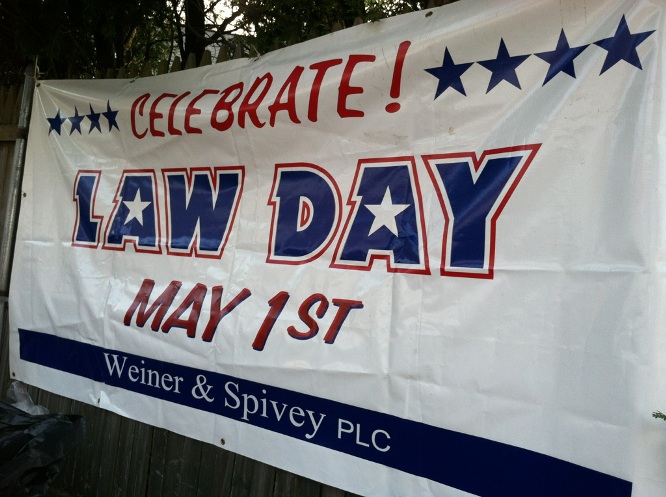 CELEBRATE!
LAW DAY
MAY 1ST
Weiner & Spivey PLC